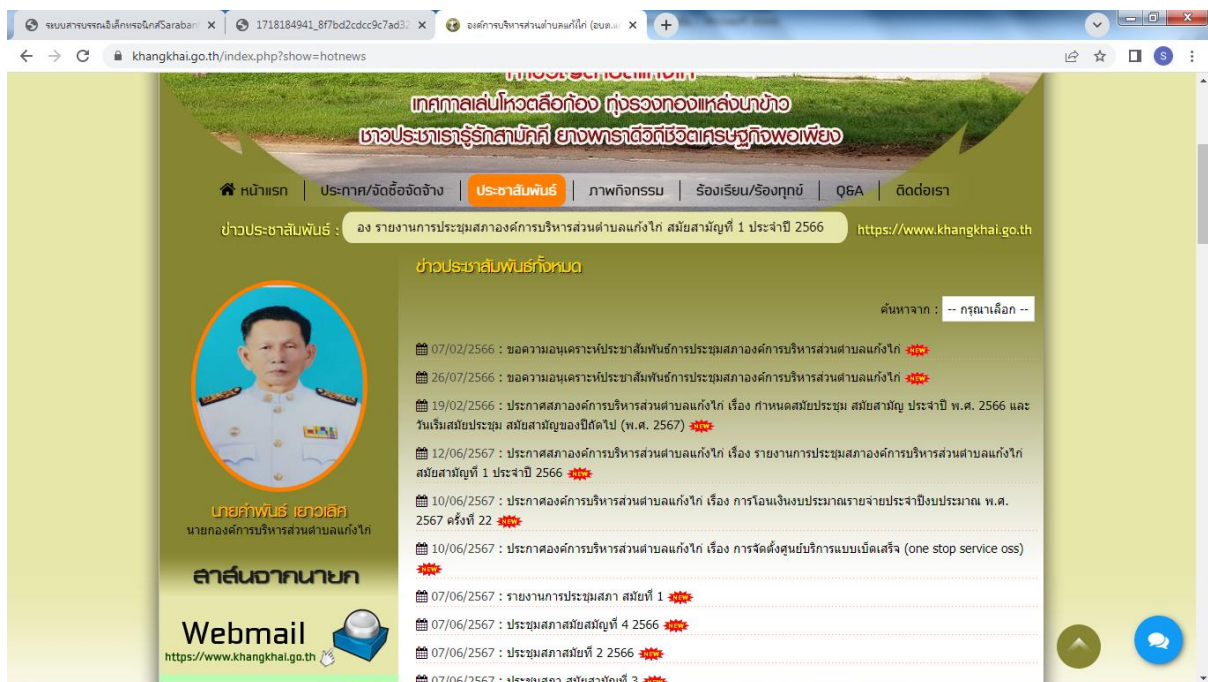 ระบบสารบรรณอิเล็กทรอนิกส์Saraban
1718184941_8f7bd2cdcc9c7ad32
องค์การบริหารส่วนตำบลแก้งไก่ (อบต.แ
khangkhai.go.th/index.php?show=hotnews
S
เทศกาลเล่นโหวตลือก้อง ทุ่งรวงทองแหล่งนาข้าว
ชาวประชาเรารู้รักสามัคคี ยางพาราดีวิถีชีวิตเศรษฐกิจพอเพียง
หน้าแรก
ประกาศ/จัดซื้อจัดจ้าง
ประชาสัมพันธ์
ภาพกิจกรรม
ร้องเรียน/ร้องทุกข์
Q&A
ติดต่อเรา
ข่าวประชาสัมพันธ์ :
อง รายงานการประชุมสภาองค์การบริหารส่วนตำบลแก้งไก่ สมัยสามัญที่ 1 ประจำปี 2566
https://www.khangkhai.go.th
ข่าวประชาสัมพันธ์ทั้งหมด
ค้นหาจาก : -- กรุณาเลือก --
07/02/2566 : ขอความอนุเคราะห์ประชาสัมพันธ์การประชุมสภาองค์การบริหารส่วนตำบลแก้งไก่ NEW
26/07/2566 : ขอความอนุเคราะห์ประชาสัมพันธ์การประชุมสภาองค์การบริหารส่วนตำบลแก้งไก่ NEW
19/02/2566 : ประกาศสภาองค์การบริหารส่วนตำบลแก้งไก่ เรื่อง กำหนดสมัยประชุม สมัยสามัญ ประจำปี พ.ศ. 2566 และ
วันเริ่มสมัยประชุม สมัยสามัญของปีถัดไป (พ.ศ. 2567) NEW
12/06/2567 : ประกาศสภาองค์การบริหารส่วนตำบลแก้งไก่ เรื่อง รายงานการประชุมสภาองค์การบริหารส่วนตำบลแก้งไก่
สมัยสามัญที่ 1 ประจำปี 2566 NEW
10/06/2567 : ประกาศองค์การบริหารส่วนตำบลแก้งไก่ เรื่อง การโอนเงินงบประมาณรายจ่ายประจำปีงบประมาณ พ.ศ.
2567 ครั้งที่ 22 NEW
10/06/2567 : ประกาศองค์การบริหารส่วนตำบลแก้งไก่ เรื่อง การจัดตั้งศูนย์บริการแบบเบ็ดเสร็จ (one stop service oss)
NEW
07/06/2567 : รายงานการประชุมสภา สมัยที่ 1 NEW
07/06/2567 : ประชุมสภาสมัยสมัญที่ 4 2566 NEW
07/06/2567 : ประชุมสภาสมัยที่ 2 2566 NEW
07/06/2567 : ประชุมสภา สมัยสามัญที่ 3 NEW
นายคำพันธ์ เยาวเลิศ
นายกองค์การบริหารส่วนตำบลแก้งไก่
สาส์นจากนายก
Webmail
https://www.khangkhai.go.th